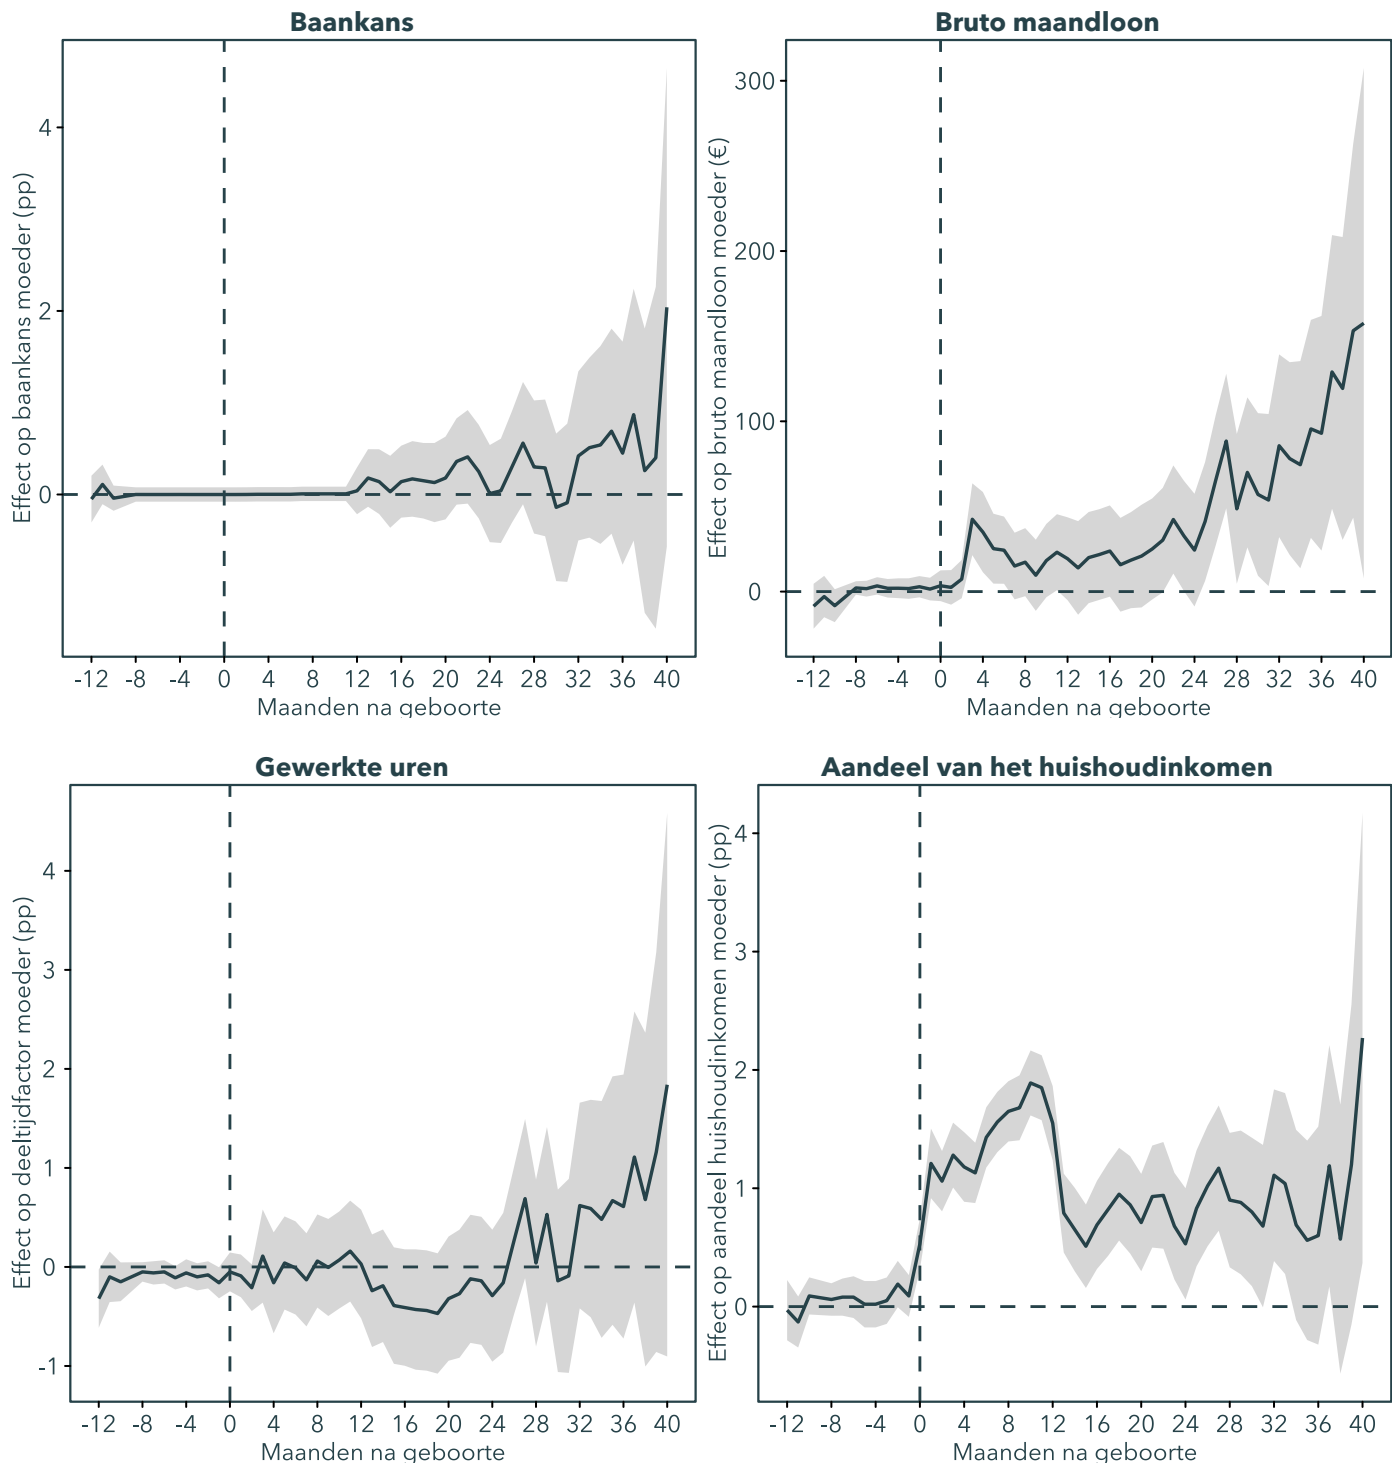 Baankans
Effect op baankans moeder (pp)
4
2
0
-12 -8 -4 0 4 8 12 16 20 24 28 32 36 40
Maanden na geboorte
Bruto maandloon
Effect op bruto maandloon moeder (€)
300
200
100
0
-12 -8 -4 0 4 8 12 16 20 24 28 32 36 40
Maanden na geboorte
Gewerkte uren
Effect op deeltijdfactor moeder (pp)
4
3
2
1
0
-1
-12 -8 -4 0 4 8 12 16 20 24 28 32 36 40
Maanden na geboorte
Aandeel van het huishoudinkomen
Effect op aandeel huishoudinkomen moeder (pp)
4
3
2
1
0
-12 -8 -4 0 4 8 12 16 20 24 28 32 36 40
Maanden na geboorte